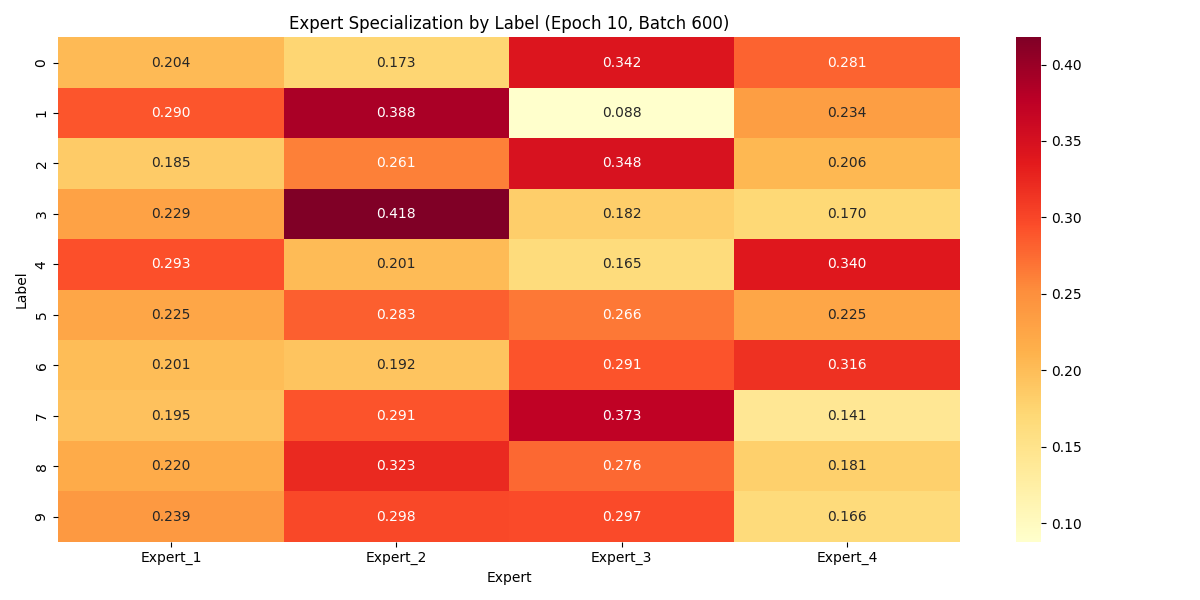 Expert Specialization by Label (Epoch 10, Batch 600)
Label
0 0.204 0.173 0.342 0.281
1 0.290 0.388 0.088 0.234
2 0.185 0.261 0.348 0.206
3 0.229 0.418 0.182 0.170
4 0.293 0.201 0.165 0.340
5 0.225 0.283 0.266 0.225
6 0.201 0.192 0.291 0.316
7 0.195 0.291 0.373 0.141
8 0.220 0.323 0.276 0.181
9 0.239 0.298 0.297 0.166
Expert_1 Expert_2 Expert_3 Expert_4
Expert
0.40
0.35
0.30
0.25
0.20
0.15
0.10